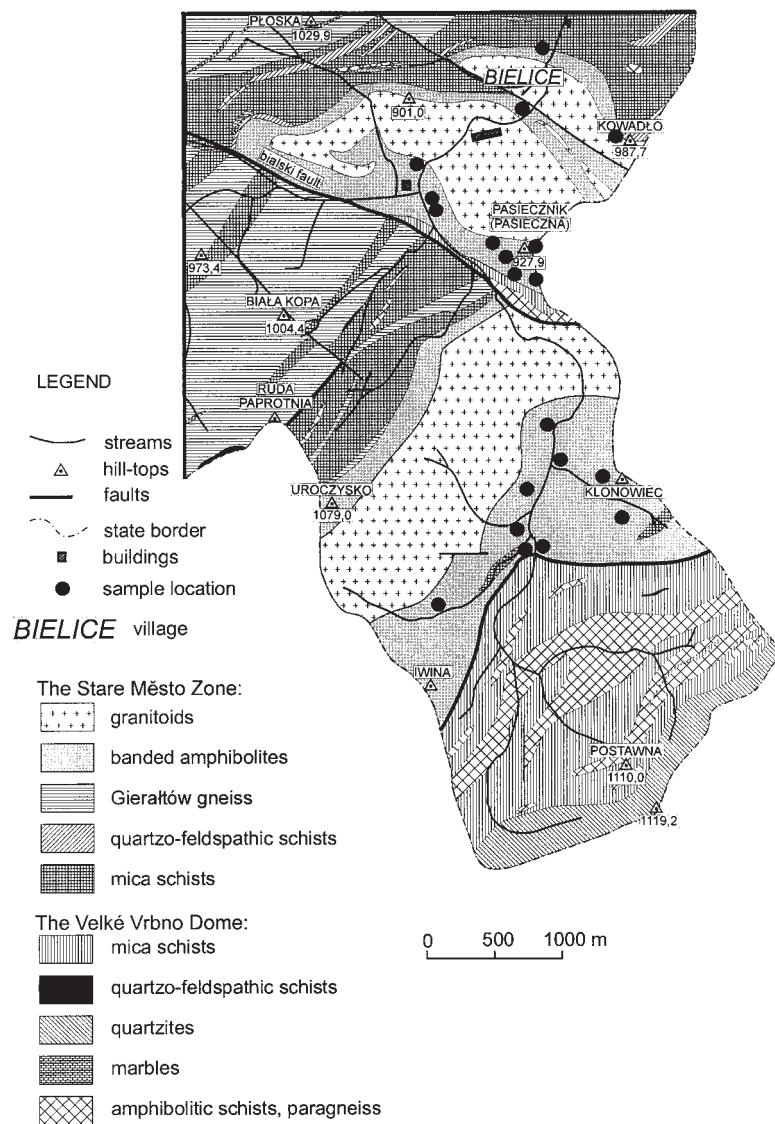 PŁOSKA
1029,9
BIELICE
901,0
KOWADŁO
987,7
bialski fault
PASIECZNIK
(PASIECZNA)
927,9
973,4
BIAŁA KOPA
1004,4
RUDA
PAPROTNIA
UROCZYSKO
1079,0
KLONOWIEC
IWINA
POSTAWNA
1110,0
1119,2
LEGEND
streams
hill-tops
faults
state border
buildings
sample location
BIELICE village
The Stare Město Zone:
granitoids
banded amphibolites
Gierałtów gneiss
quartzo-feldspathic schists
mica schists
The Velké Vrbno Dome:
mica schists
quartzo-feldspathic schists
quartzites
marbles
amphibolitic schists, paragneiss
0 500 1000 m